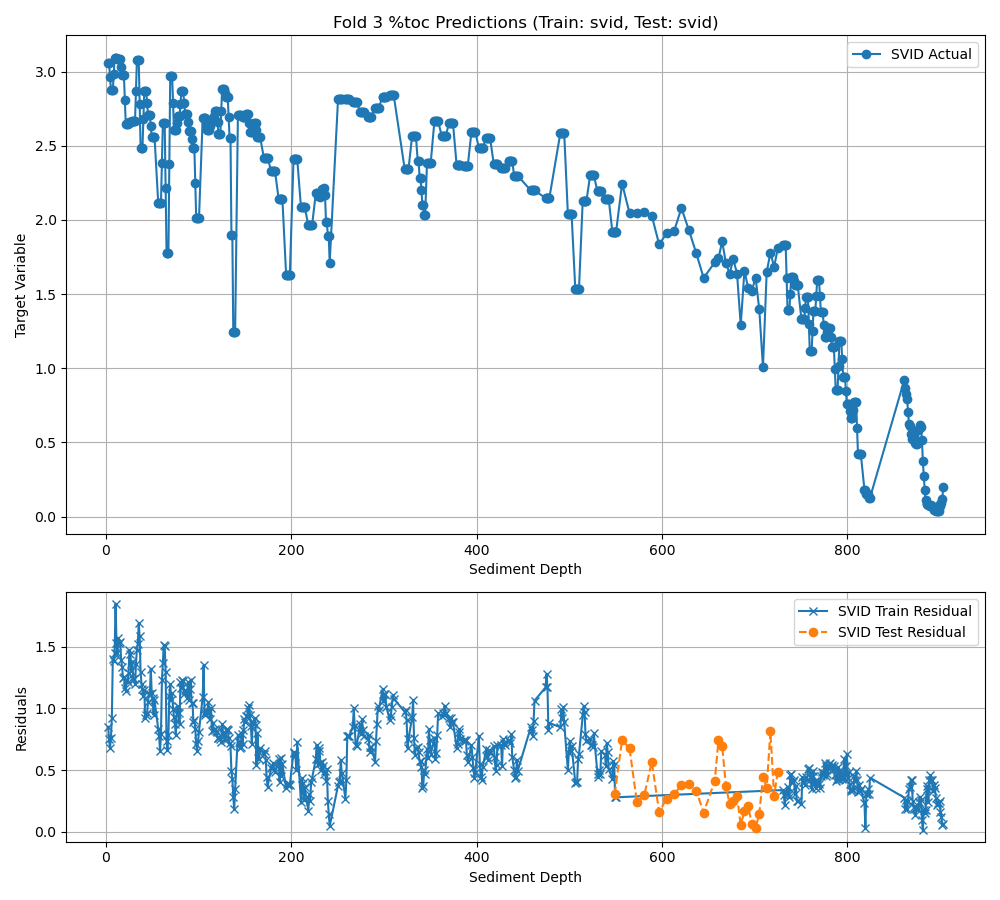 Fold 3 %toc Predictions (Train: svid, Test: svid)
SVID Actual
Target Variable
3.0
2.5
2.0
1.5
1.0
0.5
0.0
0 200 400 600 800
Sediment Depth
SVID Train Residual
SVID Test Residual
Residuals
1.5
1.0
0.5
0.0
0 200 400 600 800
Sediment Depth